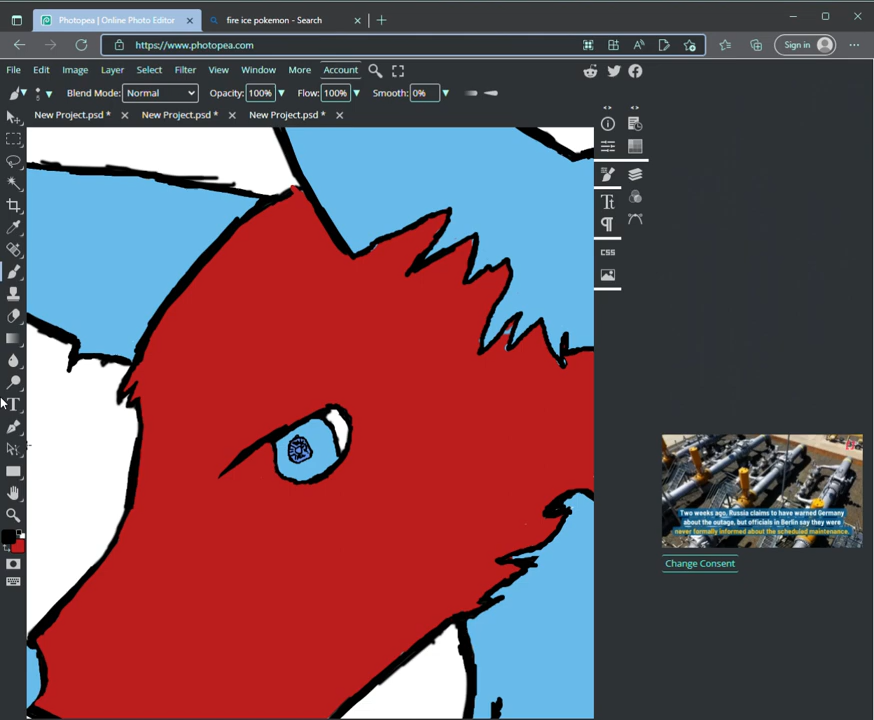 Photopea | Online Photo Editor
fire ice pokemon - Search
https://www.photopea.com
Sign in
File Edit Image Layer Select Filter View Window More Account
5 Blend Mode: Normal Opacity: 100% Flow: 100% Smooth: 0%
New Project.psd * New Project.psd * New Project.psd *
CSS
Two weeks ago, Russia claims to have warned Germany
about the outage, but officials in Berlin say they were
never formally informed about the scheduled maintenance.
Change Consent